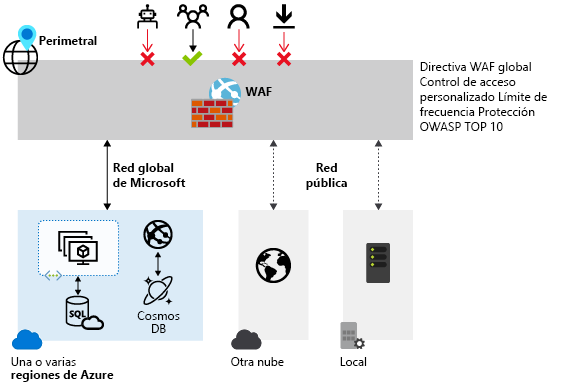 Perimetral
WAF
Directiva WAF global
Control de acceso
personalizado Límite de
frecuencia Protección
OWASP TOP 10
Red global
de Microsoft
Red
pública
SQL
Cosmos
DB
Una o varias
regiones de Azure
Otra nube
Local